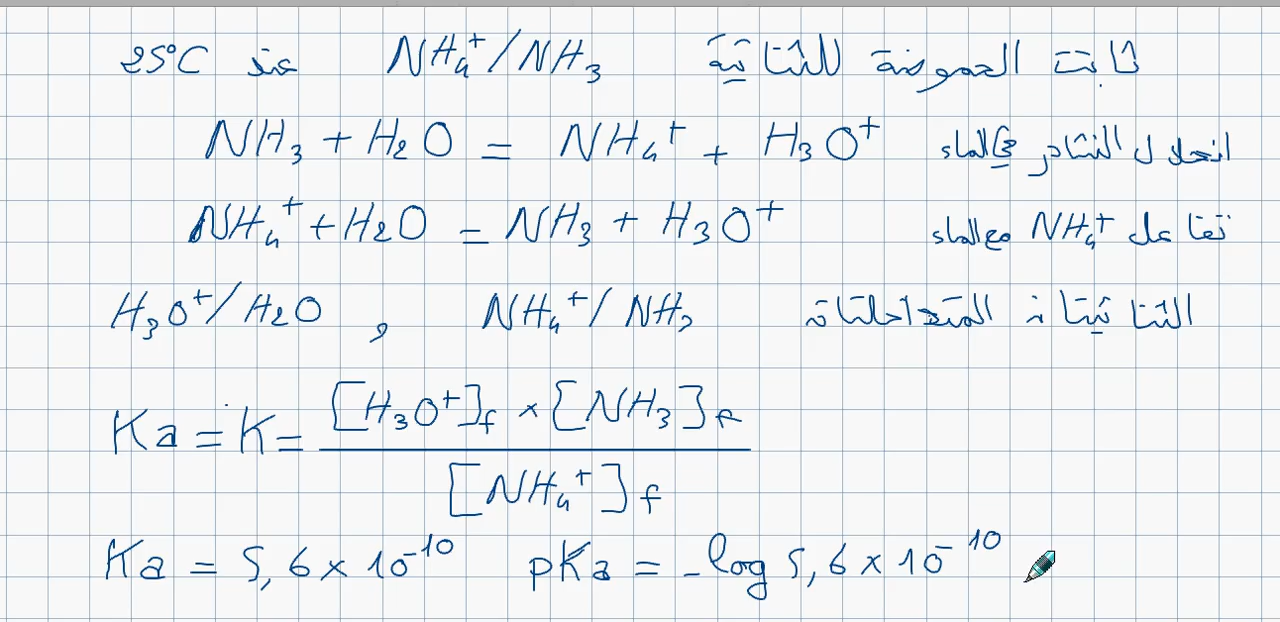 ثابت الحموضة للثنائية NH₄⁺/NH₃ عند 25°C
NH₃ + H₂O = NH₄⁺ + H₃O⁺ انحلال النشادر في الماء
NH₄⁺ + H₂O = NH₃ + H₃O⁺ تفاعل NH₄⁺ مع الماء
الثنائيتان المتداخلتان NH₄⁺/NH₃ , H₃O⁺/H₂O
Ka = K = [H₃O⁺]f × [NH₃]f / [NH₄⁺]f
Ka = 5,6 × 10⁻¹⁰ pKa = -log 5,6 × 10⁻¹⁰